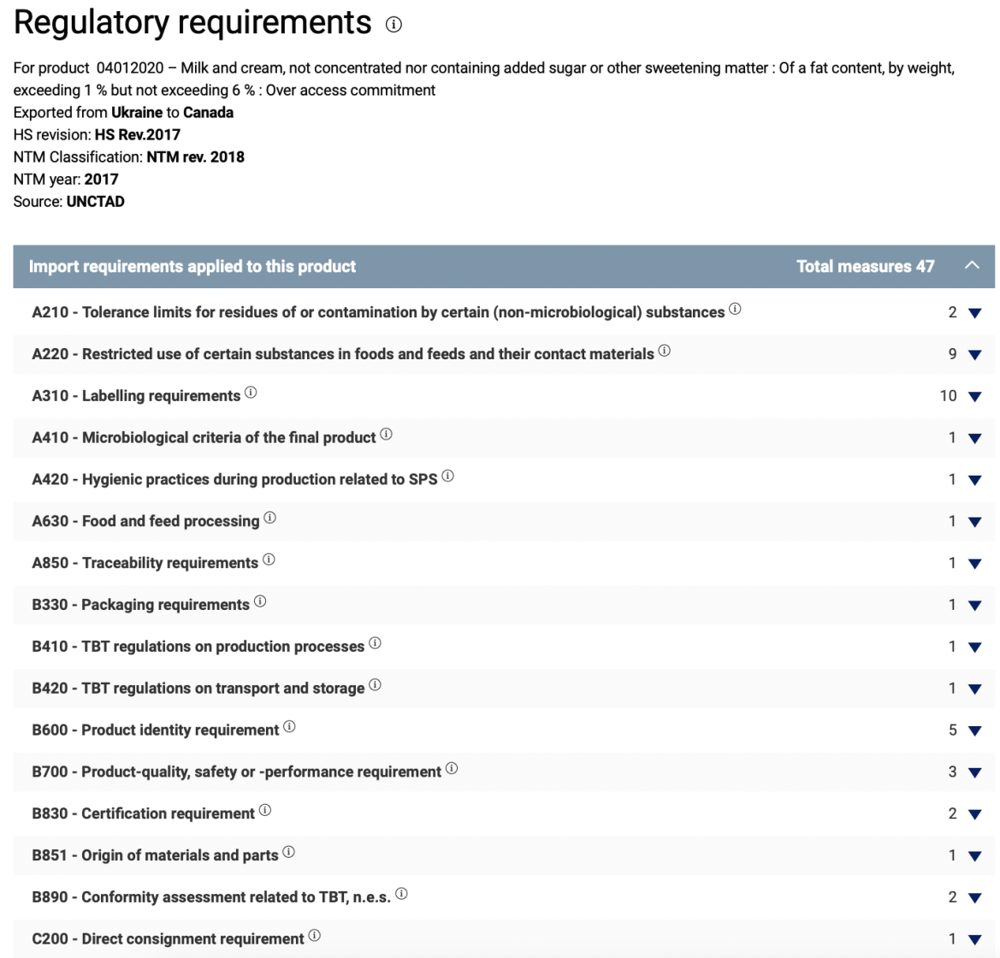 Regulatory requirements
For product 04012020 – Milk and cream, not concentrated nor containing added sugar or other sweetening matter : Of a fat content, by weight,
exceeding 1 % but not exceeding 6 % : Over access commitment
Exported from Ukraine to Canada
HS revision: HS Rev.2017
NTM Classification: NTM rev. 2018
NTM year: 2017
Source: UNCTAD
Import requirements applied to this product Total measures 47
A210 - Tolerance limits for residues of or contamination by certain (non-microbiological) substances 2
A220 - Restricted use of certain substances in foods and feeds and their contact materials 9
A310 - Labelling requirements 10
A410 - Microbiological criteria of the final product 1
A420 - Hygienic practices during production related to SPS 1
A630 - Food and feed processing 1
A850 - Traceability requirements 1
B330 - Packaging requirements 1
B410 - TBT regulations on production processes 1
B420 - TBT regulations on transport and storage 1
B600 - Product identity requirement 5
B700 - Product-quality, safety or -performance requirement 3
B830 - Certification requirement 2
B851 - Origin of materials and parts 1
B890 - Conformity assessment related to TBT, n.e.s. 2
C200 - Direct consignment requirement 1